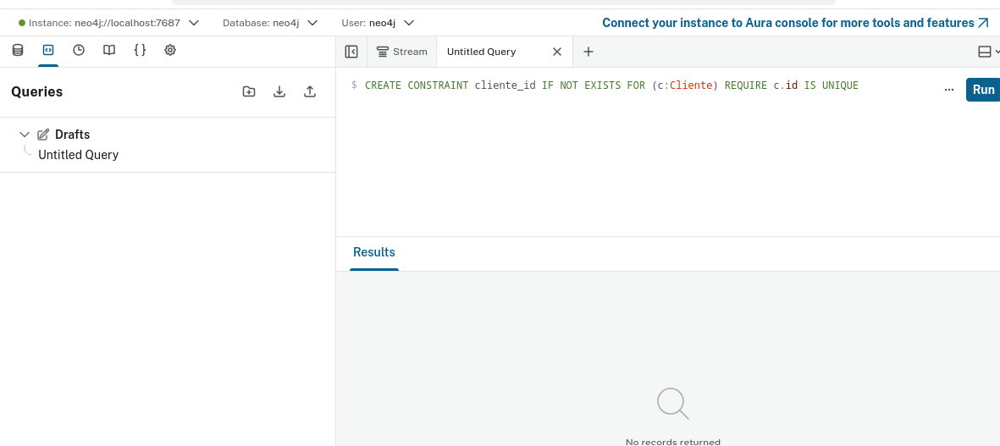 Instance: neo4j://localhost:7687 Database: neo4j User: neo4j Connect your instance to Aura console for more tools and features
Stream Untitled Query
Queries
$ CREATE CONSTRAINT cliente_id IF NOT EXISTS FOR (c:Cliente) REQUIRE c.id IS UNIQUE
... Run
Drafts
Untitled Query
Results
No records returned